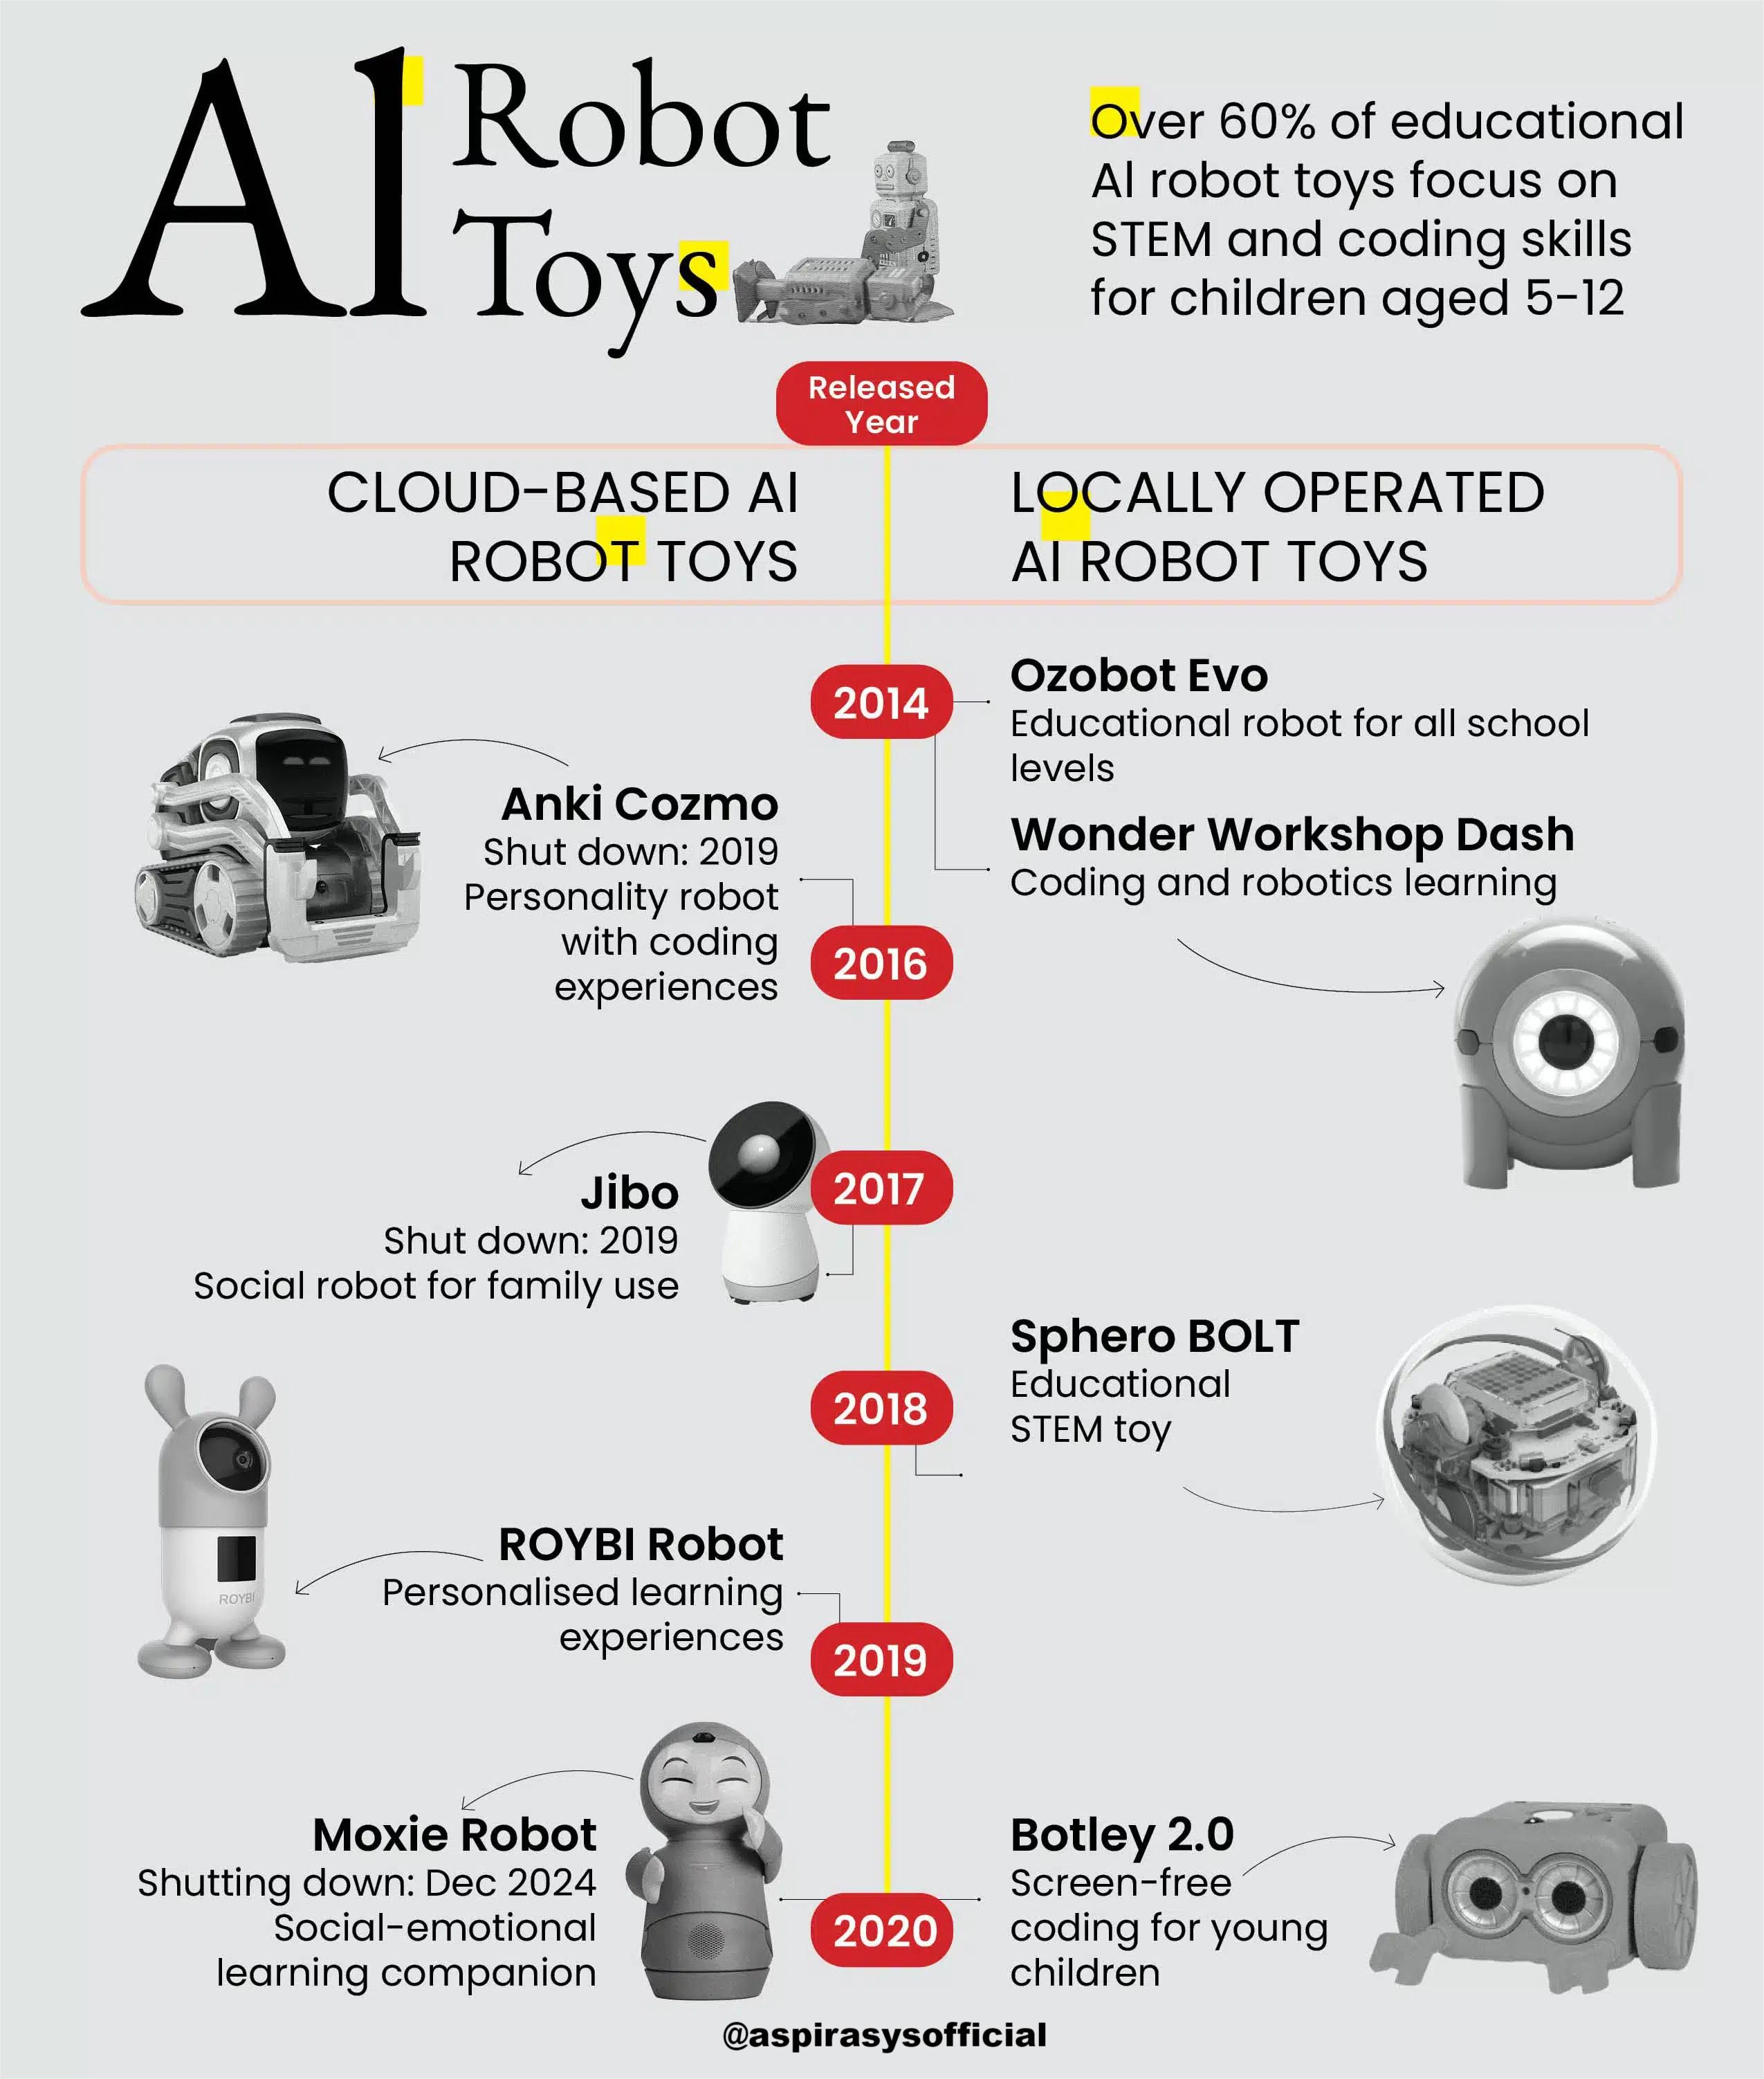 AI Robot
Toys
Over 60% of educational
AI robot toys focus on
STEM and coding skills
for children aged 5-12
Released
Year
CLOUD-BASED AI
ROBOT TOYS
LOCALLY OPERATED
AI ROBOT TOYS
2014
Ozobot Evo
Educational robot for all school
levels
Wonder Workshop Dash
Coding and robotics learning
Anki Cozmo
Shut down: 2019
Personality robot
with coding
experiences
2016
2017
Jibo
Shut down: 2019
Social robot for family use
2018
Sphero BOLT
Educational
STEM toy
ROYBI Robot
Personalised learning
experiences
ROYBI
2019
Moxie Robot
Shutting down: Dec 2024
Social-emotional
learning companion
2020
Botley 2.0
Screen-free
coding for young
children
@aspirasysofficial